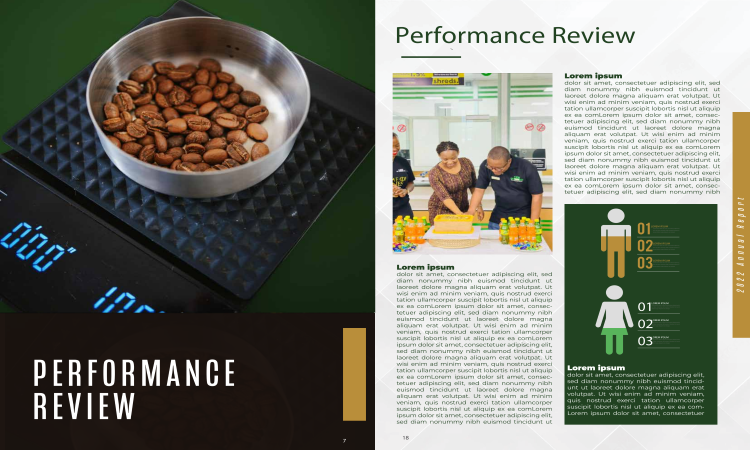 0'00"
PERFORMANCE
REVIEW
7
Performance Review
Lorem ipsum
dolor sit amet, consectetuer adipiscing elit, sed
diam nonummy nibh euismod tincidunt ut
laoreet dolore magna aliquam erat volutpat. Ut
wisi enim ad minim veniam, quis nostrud exerci
tation ullamcorper suscipit lobortis nisl ut aliquip
ex ea comLorem ipsum dolor sit amet, consec-
tetuer adipiscing elit, sed diam nonummy nibh
euismod tincidunt ut laoreet dolore magna
aliquam erat volutpat. Ut wisi enim ad minim
veniam, quis nostrud exerci tation ullamcorper
suscipit lobortis nisl ut aliquip ex ea comLorem
ipsum dolor sit amet, consectetuer adipiscing elit,
sed diam nonummy nibh euismod tincidunt ut
laoreet dolore magna aliquam erat volutpat. Ut
wisi enim ad minim veniam, quis nostrud exerci
tation ullamcorper suscipit lobortis nisl ut aliquip
ex ea comLorem ipsum dolor sit amet, consec-
tetuer adipiscing elit, sed diam nonummy nibh
01
02
03
01
02
03
Lorem ipsum
dolor sit amet, consectetuer adipiscing elit,
sed diam nonummy nibh euismod tincid-
unt ut laoreet dolore magna aliquam erat
volutpat. Ut wisi enim ad minim veniam,
quis nostrud exerci tation ullamcorper
suscipit lobortis nisl ut aliquip ex ea com-
Lorem ipsum dolor sit amet, consectetuer
Lorem ipsum
dolor sit amet, consectetuer adipiscing elit, sed
diam nonummy nibh euismod tincidunt ut
laoreet dolore magna aliquam erat volutpat. Ut
wisi enim ad minim veniam, quis nostrud exerci
tation ullamcorper suscipit lobortis nisl ut aliquip
ex ea comLorem ipsum dolor sit amet, consec-
tetuer adipiscing elit, sed diam nonummy nibh
euismod tincidunt ut laoreet dolore magna
aliquam erat volutpat. Ut wisi enim ad minim
veniam, quis nostrud exerci tation ullamcorper
suscipit lobortis nisl ut aliquip ex ea comLorem
ipsum dolor sit amet, consectetuer adipiscing elit,
sed diam nonummy nibh euismod tincidunt ut
laoreet dolore magna aliquam erat volutpat. Ut
wisi enim ad minim veniam, quis nostrud exerci
tation ullamcorper suscipit lobortis nisl ut aliquip
ex ea comLorem ipsum dolor sit amet, consec-
tetuer adipiscing elit, sed diam nonummy nibh
euismod tincidunt ut laoreet dolore magna
aliquam erat volutpat. Ut wisi enim ad minim
veniam, quis nostrud exerci tation ullamcorper
suscipit lobortis nisl ut aliquip ex ea comLorem
ipsum dolor sit amet, consectetuer adipiscing elit,
sed diam nonummy nibh euismod tincidunt ut
2022 Annual Report
18